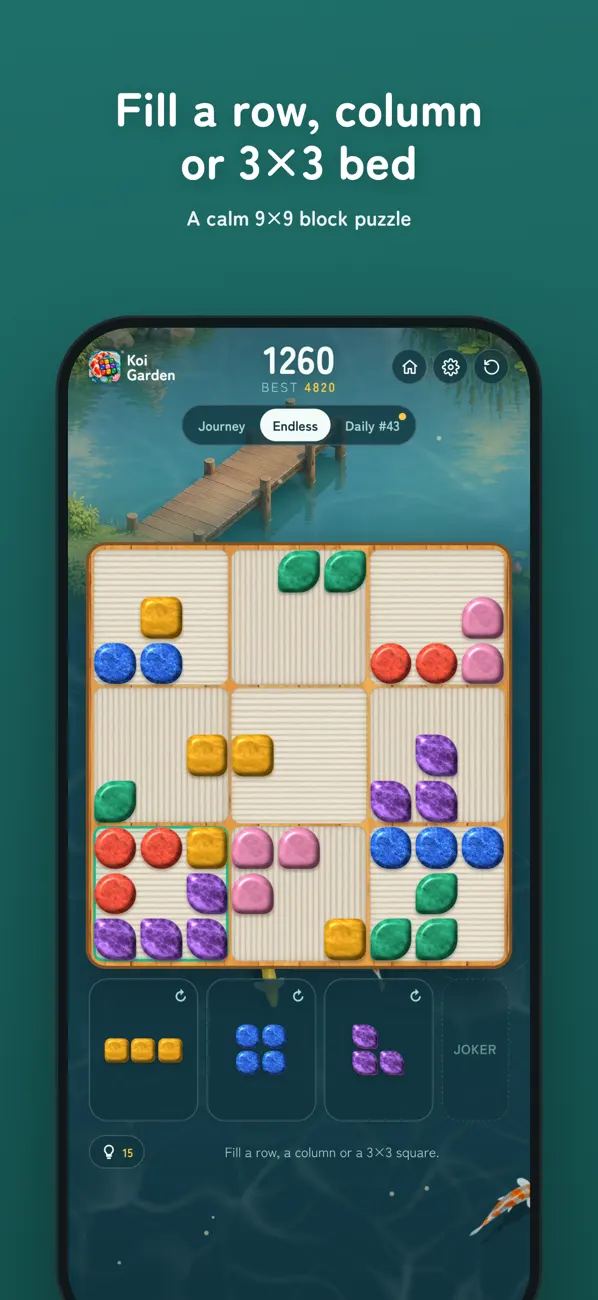 Fill a row, column
or 3×3 bed
A calm 9×9 block puzzle
Koi
Garden
1260
BEST 4820
Journey Endless Daily #43
JOKER
15 Fill a row, a column or a 3×3 square.